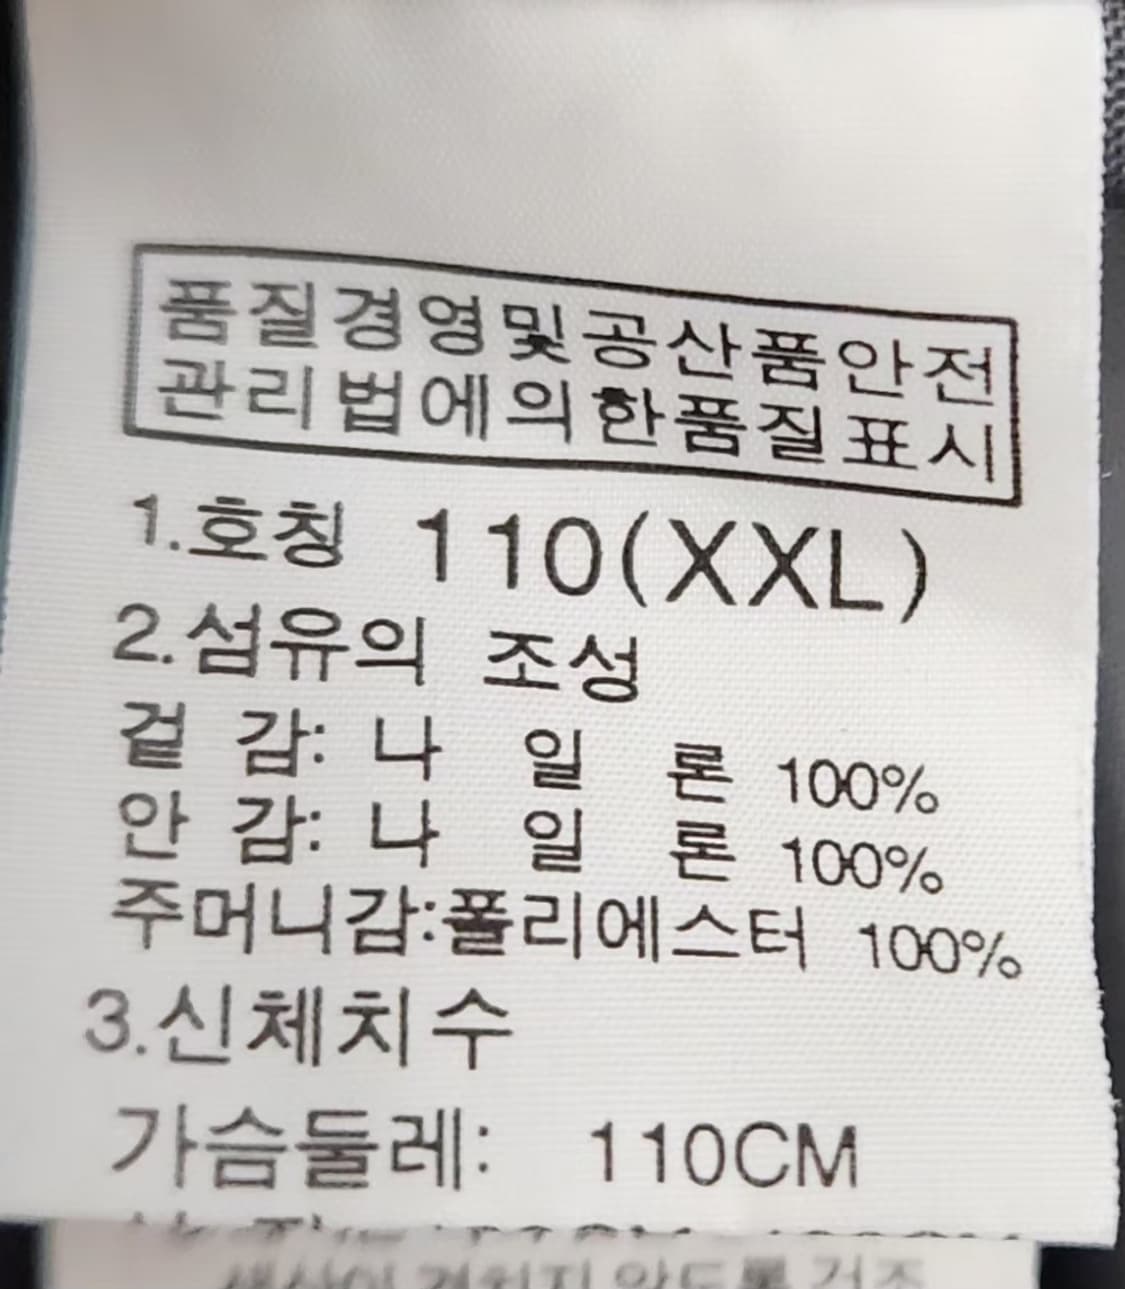 품질경영및공산품안전
관리법에의한품질표시
1.호칭 110(XXL)
2.섬유의 조성
겉 감: 나 일 론 100%
안 감: 나 일 론 100%
주머니감:폴리에스터 100%
3.신체치수
가슴둘레: 110CM